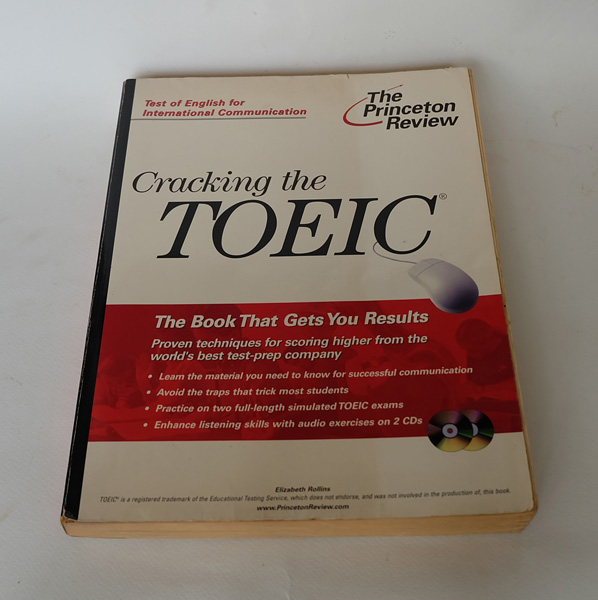 Test of English for
International Communication
The
Princeton
Review
Cracking the
TOEIC®
The Book That Gets You Results
Proven techniques for scoring higher from the
world's best test-prep company
• Learn the material you need to know for successful communication
• Avoid the traps that trick most students
• Practice on two full-length simulated TOEIC exams
• Enhance listening skills with audio exercises on 2 CDs
Elizabeth Rollins
TOEIC® is a registered trademark of the Educational Testing Service, which does not endorse, and was not involved in the production of, this book.
www.PrincetonReview.com